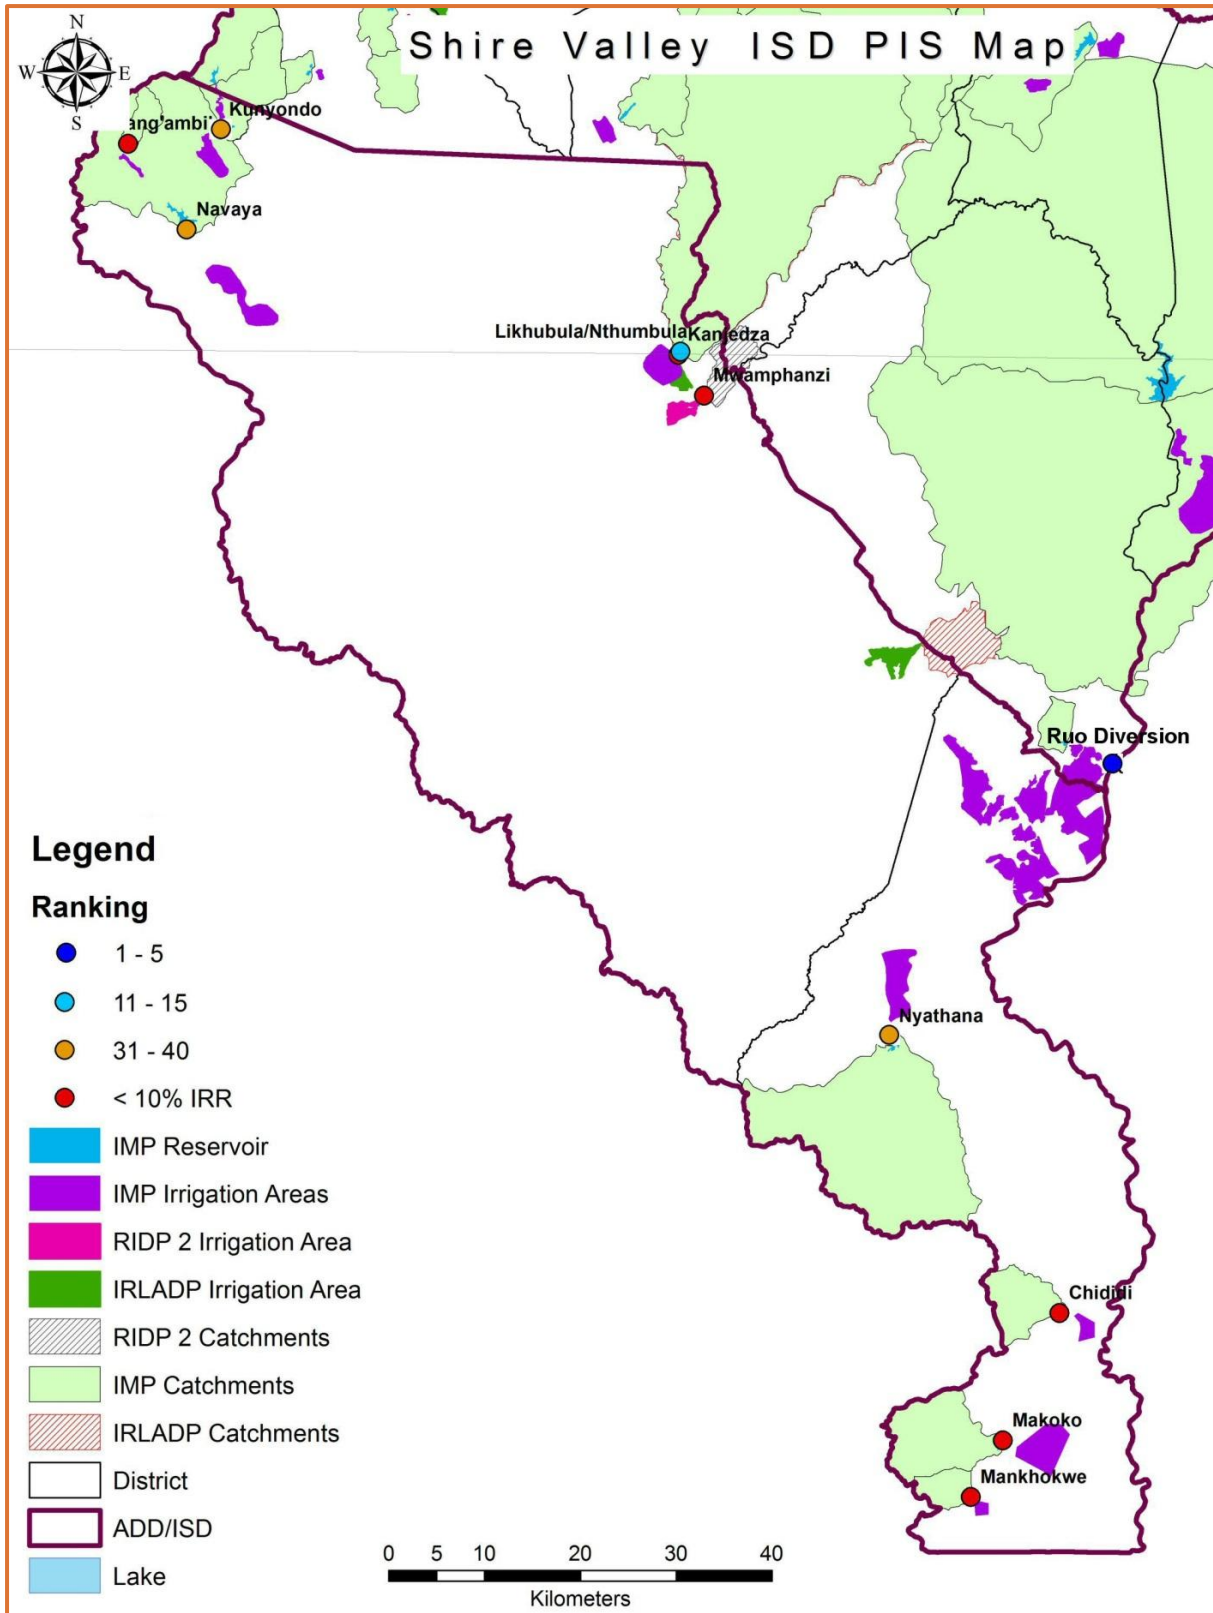 Shire Valley ISD PIS Map
N
W E
S
Kunyondo
ang'ambi'
Navaya
Likhubula/Nthumbula Kanjedza
Mwamphanzi
Ruo Diversion
Nyathana
Chididi
Makoko
Mankhokwe
Legend
Ranking
1 - 5
11 - 15
31 - 40
< 10% IRR
IMP Reservoir
IMP Irrigation Areas
RIDP 2 Irrigation Area
IRLADP Irrigation Area
RIDP 2 Catchments
IMP Catchments
IRLADP Catchments
District
ADD/ISD
Lake
0 5 10 20 30 40
Kilometers